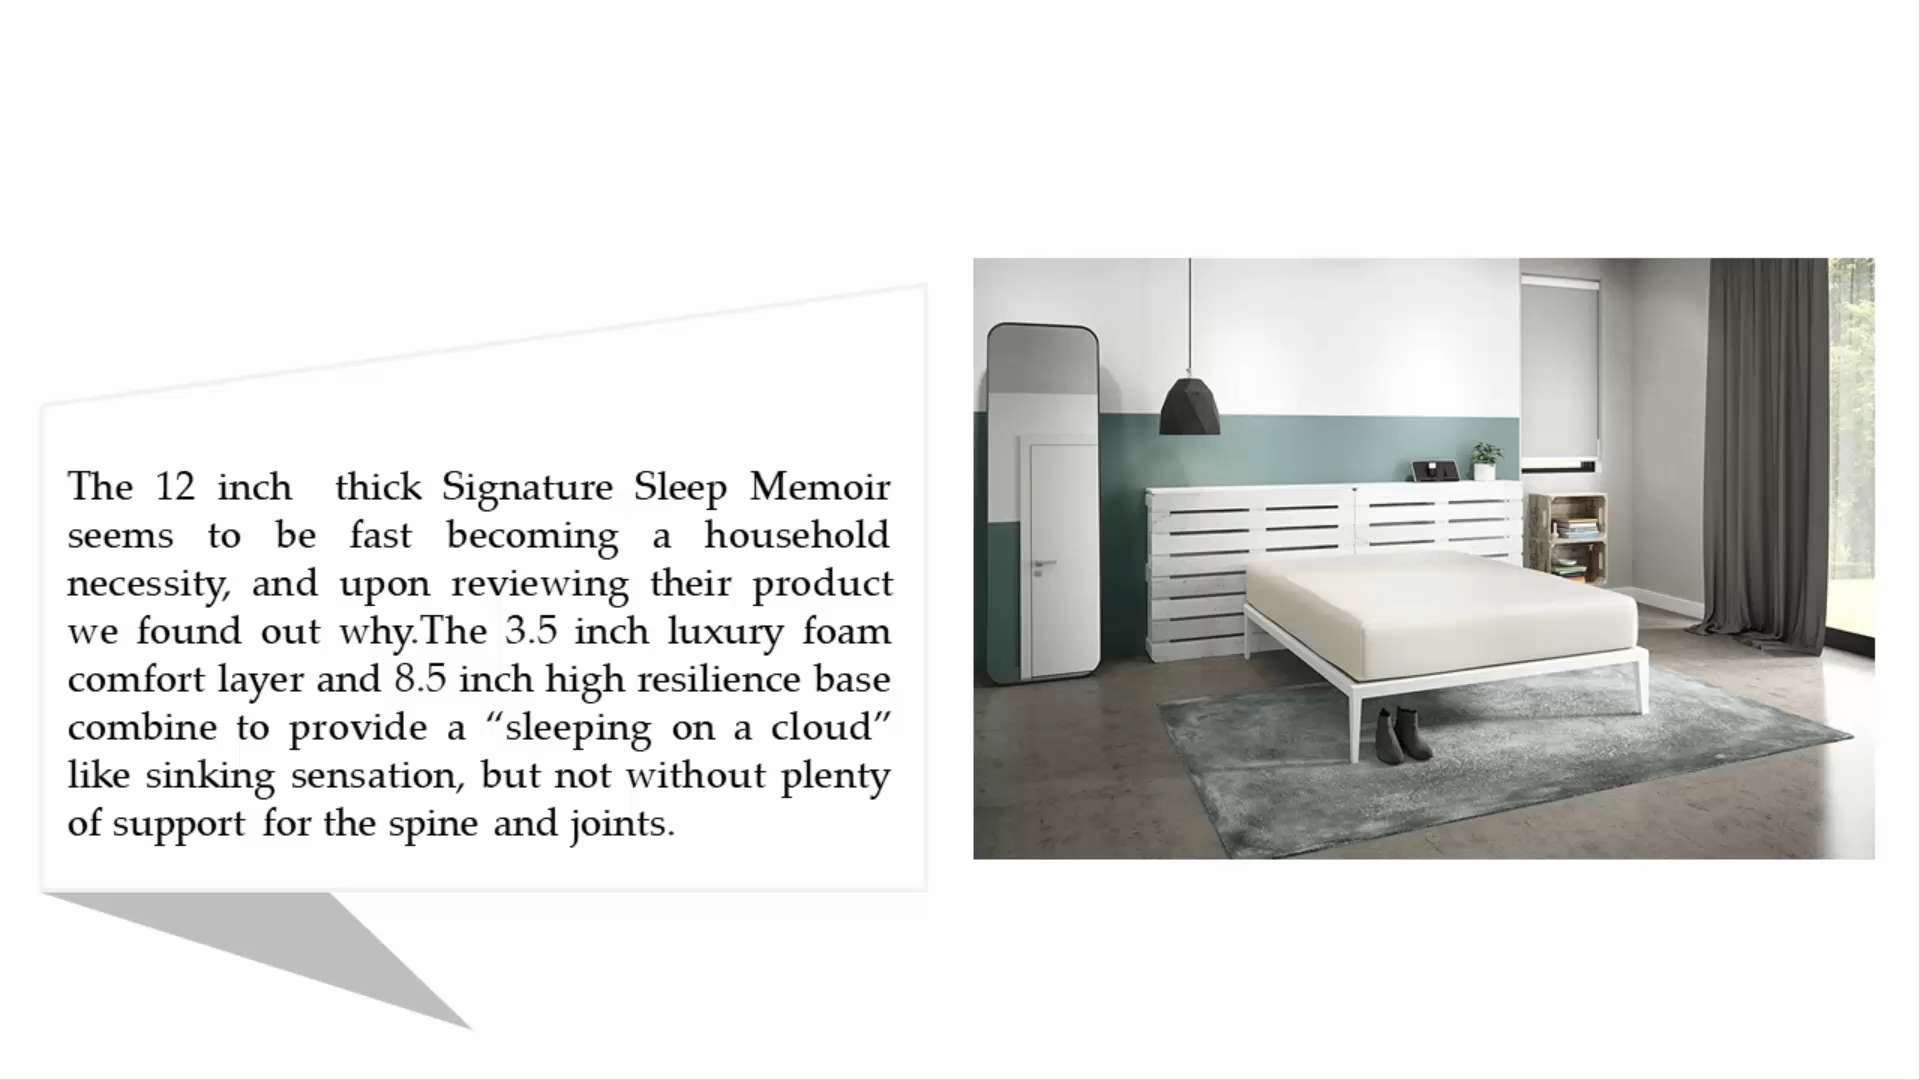 The 12 inch  thick Signature Sleep Memoir
seems to be fast becoming a household
necessity, and upon reviewing their product
we found out why.The 3.5 inch luxury foam
comfort layer and 8.5 inch high resilience base
combine to provide a “sleeping on a cloud”
like sinking sensation, but not without plenty
of support for the spine and joints.